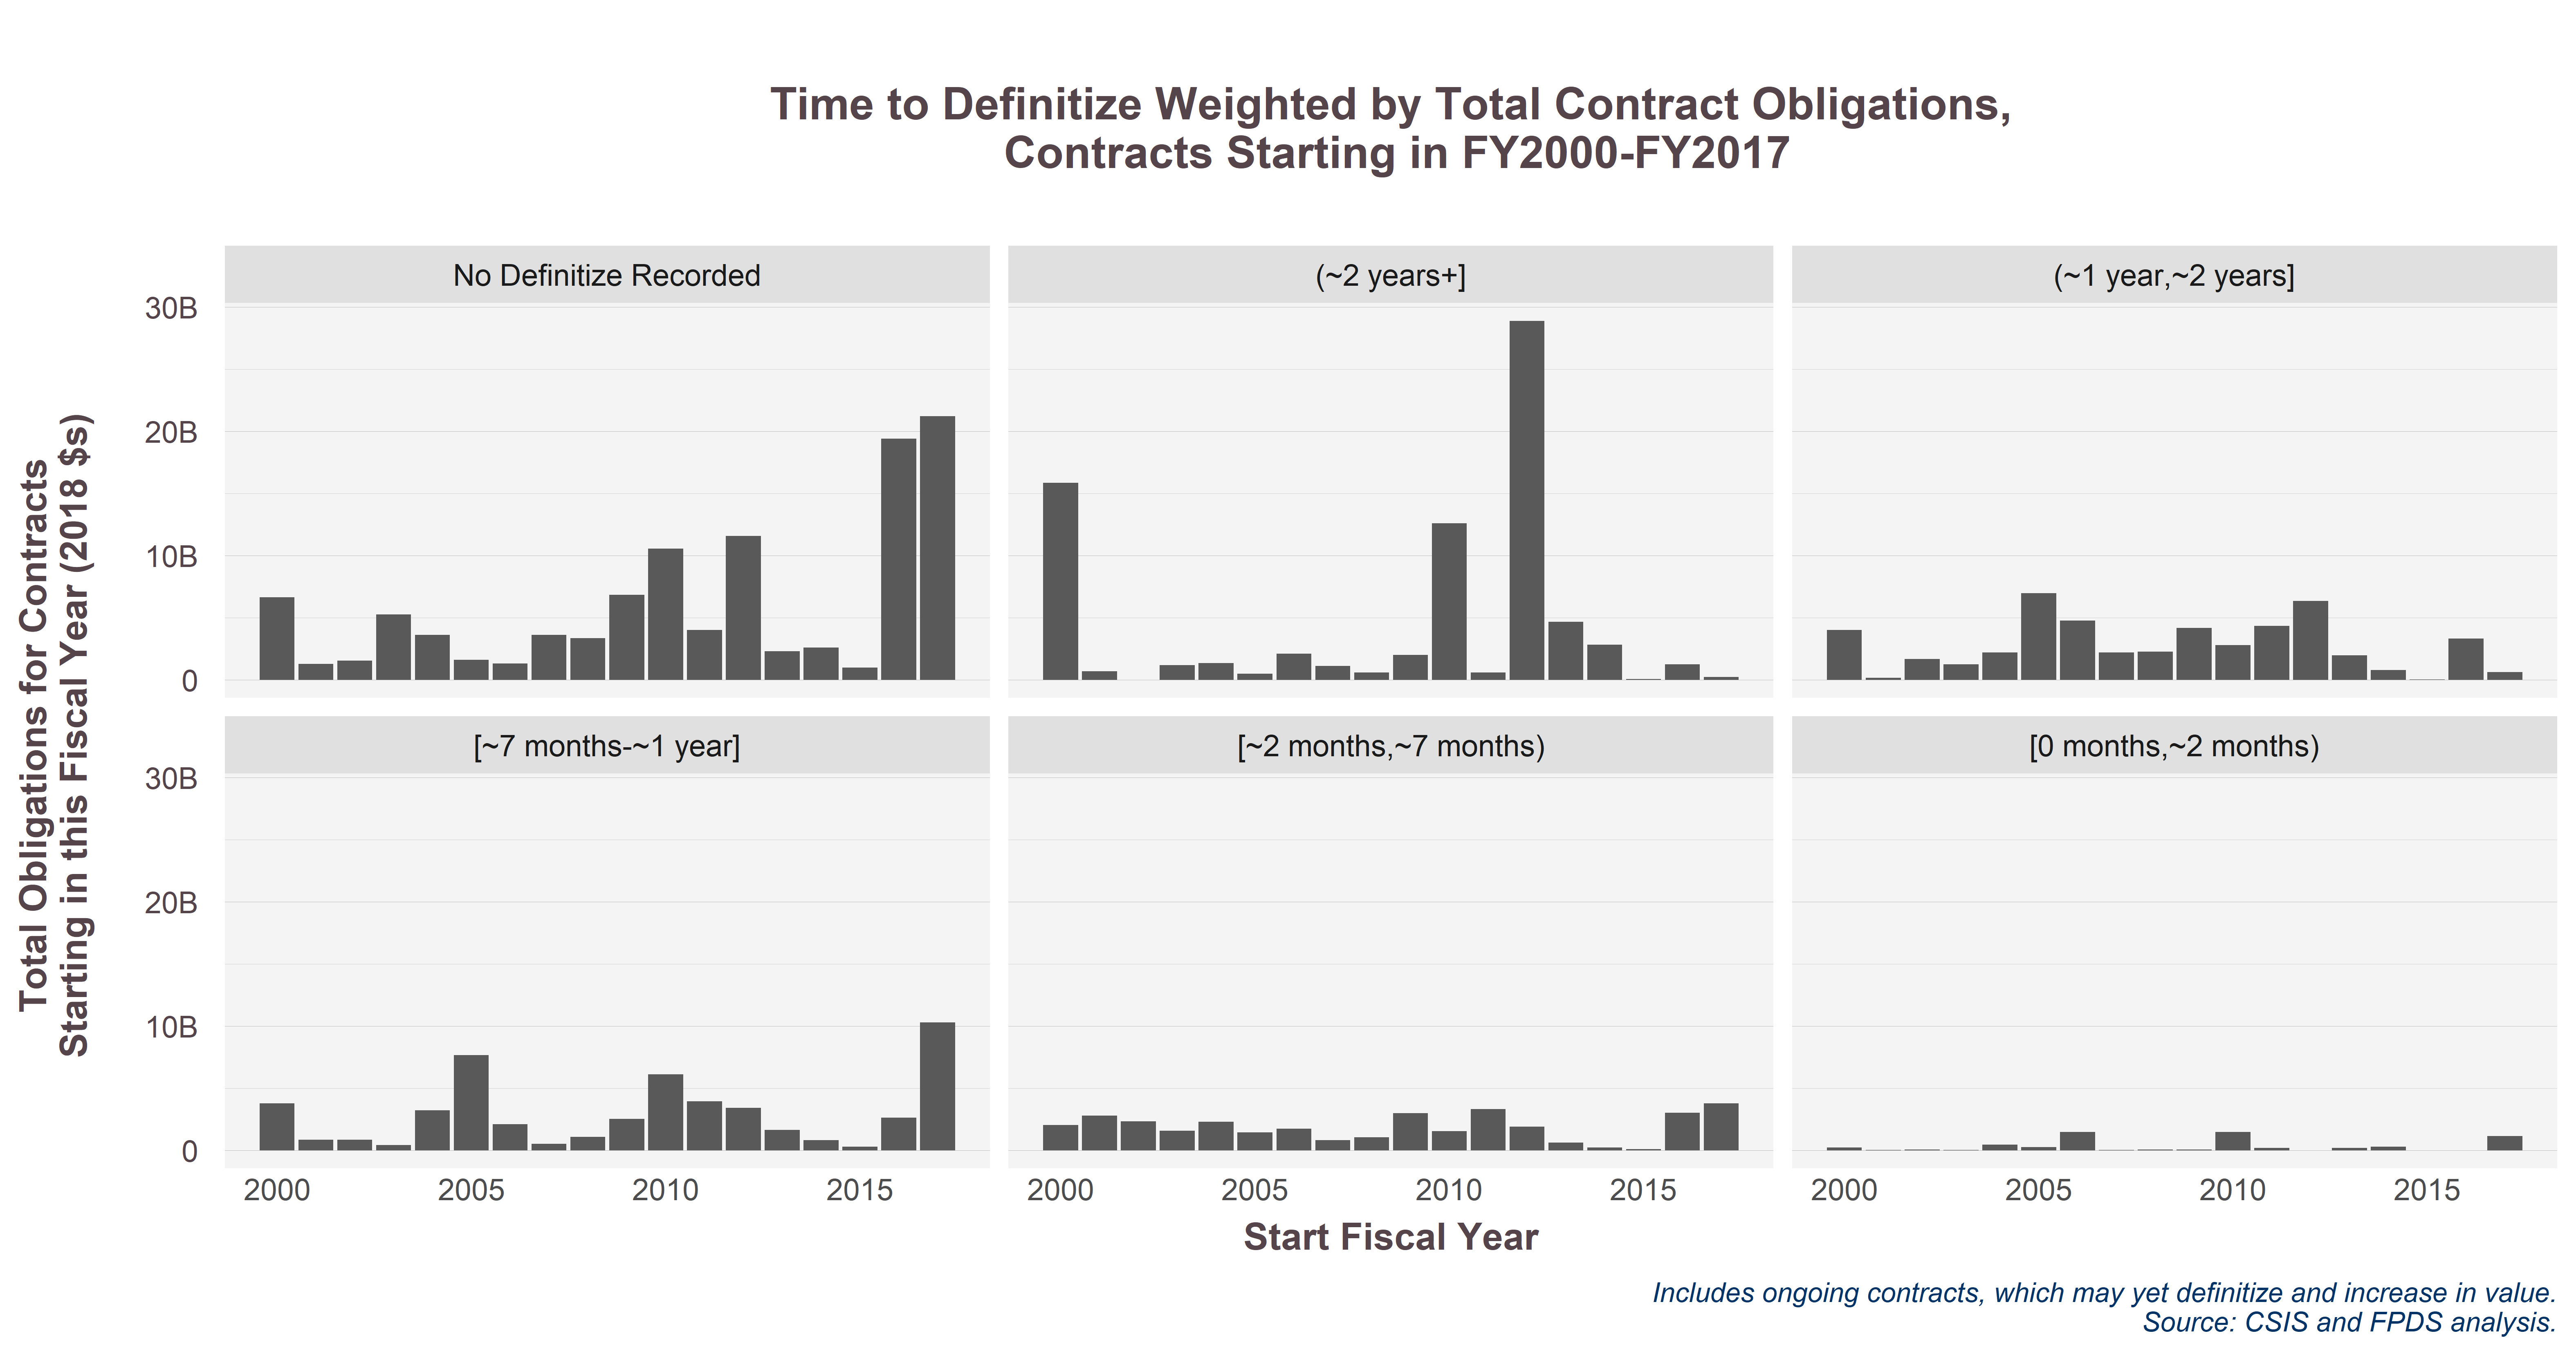 Time to Definitize Weighted by Total Contract Obligations,
Contracts Starting in FY2000-FY2017
Total Obligations for Contracts
Starting in this Fiscal Year (2018 $s)
No Definitize Recorded
(~2 years+]
(~1 year,~2 years]
30B
20B
10B
0
[~7 months-~1 year]
[~2 months,~7 months)
[0 months,~2 months)
30B
20B
10B
0
2000 2005 2010 2015
2000 2005 2010 2015
2000 2005 2010 2015
Start Fiscal Year
Includes ongoing contracts, which may yet definitize and increase in value.
Source: CSIS and FPDS analysis.